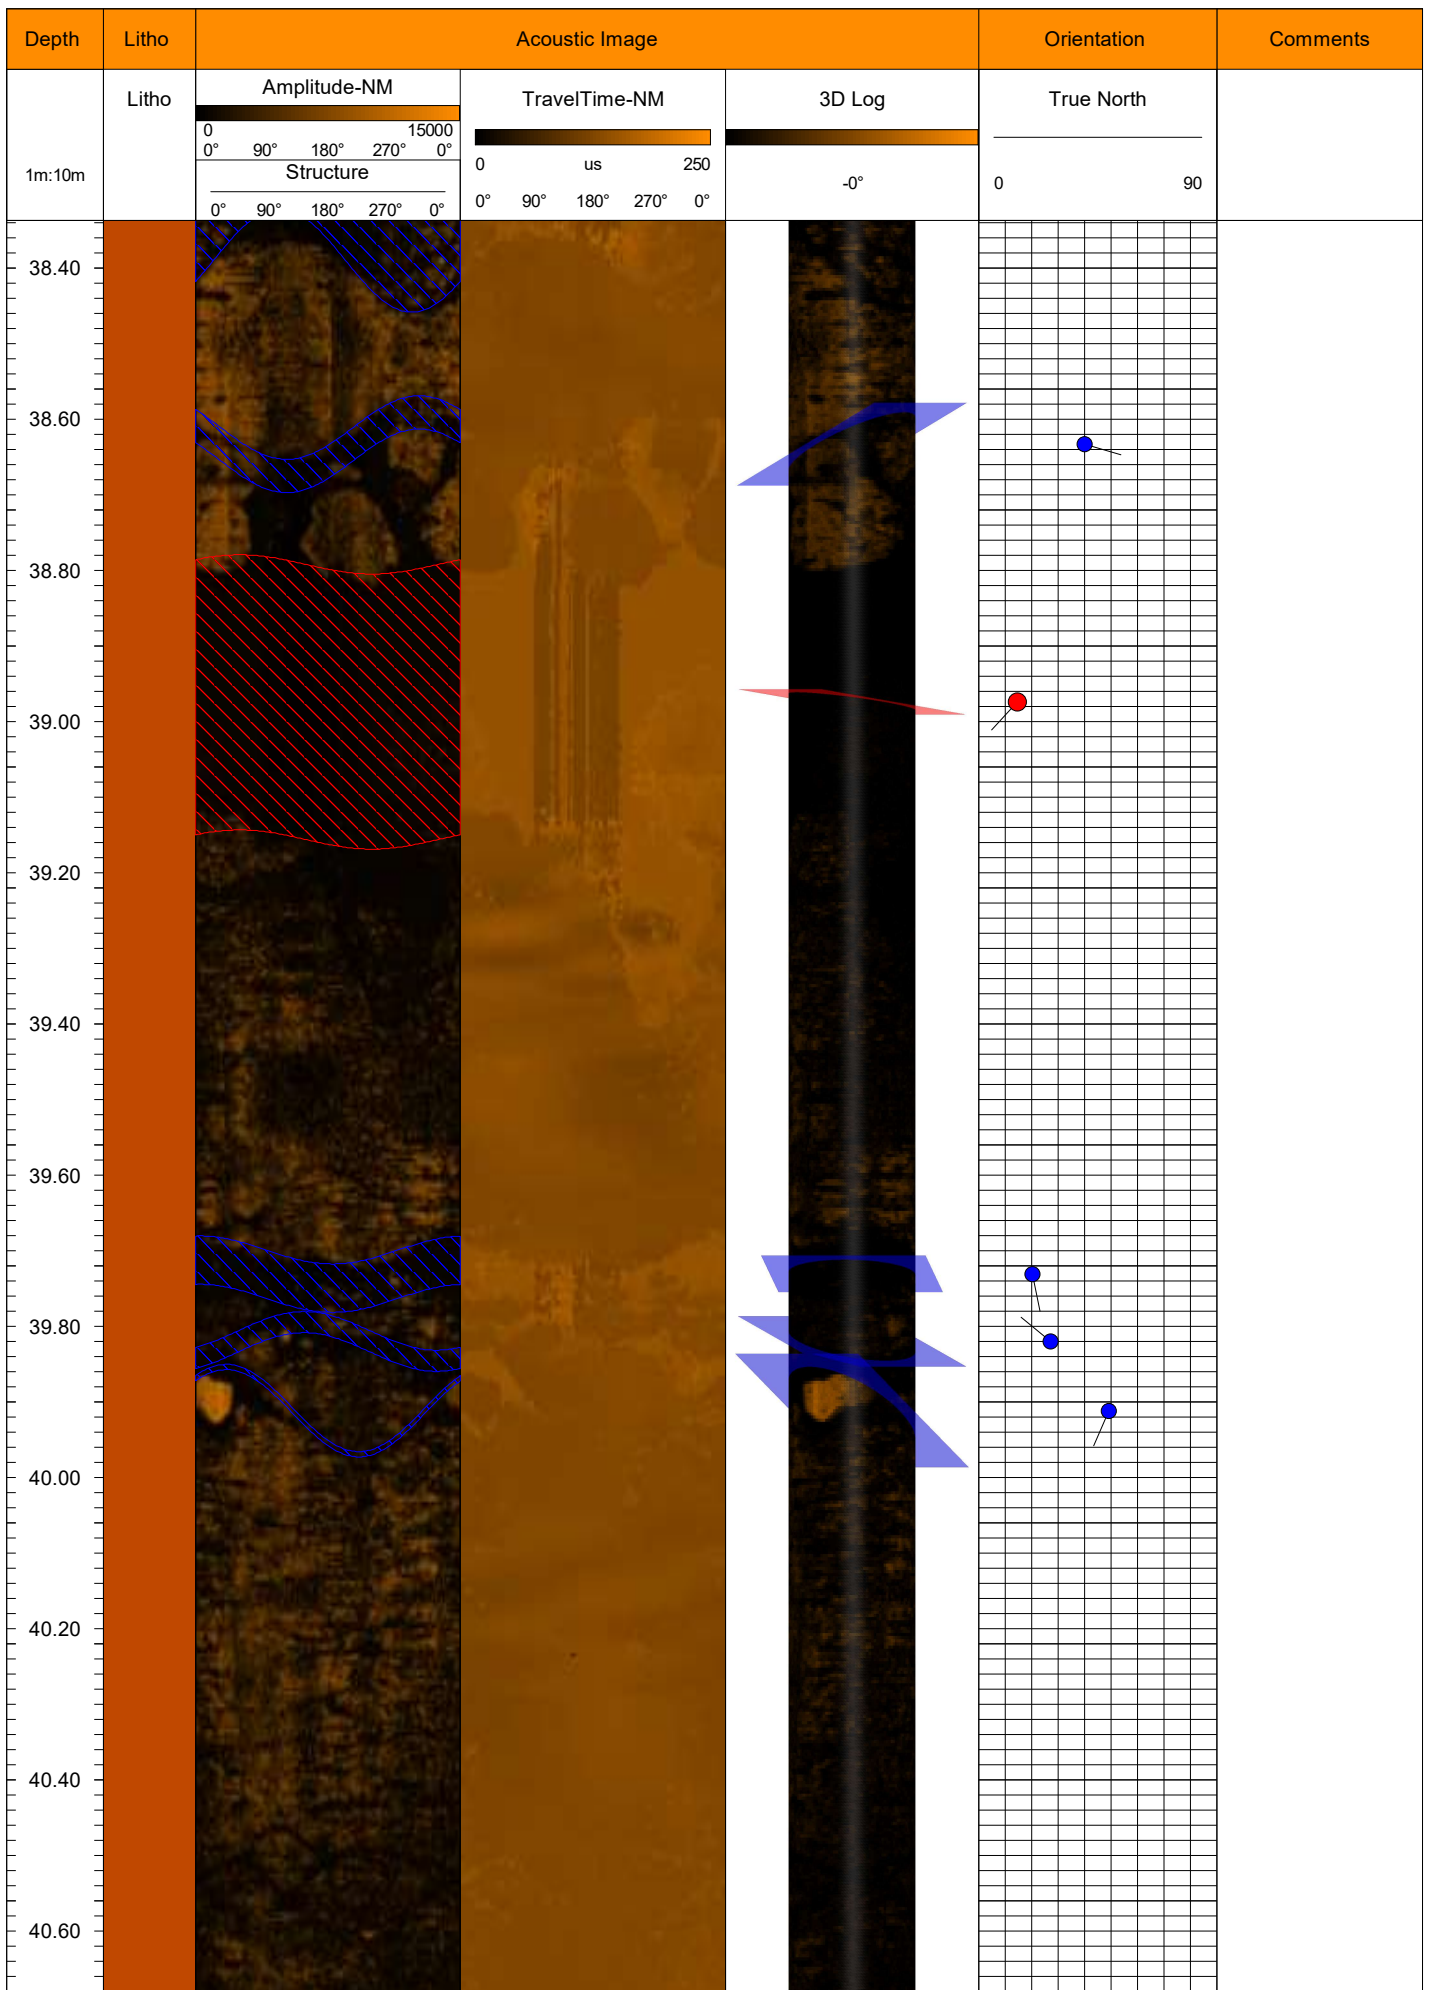 Depth Litho Acoustic Image Orientation Comments
Litho Amplitude-NM TravelTime-NM 3D Log True North
0 15000
0° 90° 180° 270° 0°
0 us 250
1m:10m Structure -0° 0 90
0° 90° 180° 270° 0° 0° 90° 180° 270° 0°
38.40
38.60
38.80
39.00
39.20
39.40
39.60
39.80
40.00
40.20
40.40
40.60